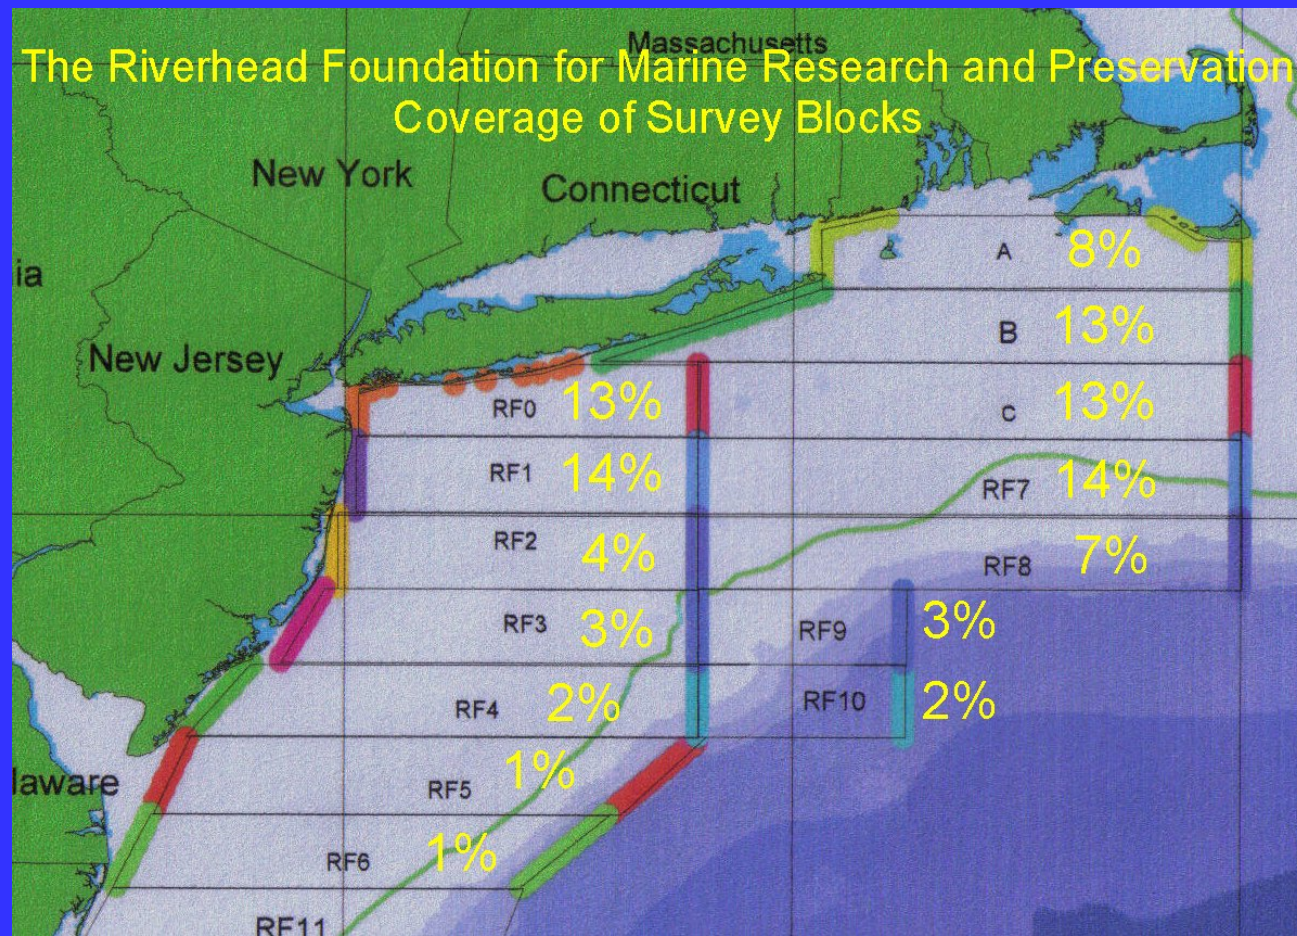 Massachusetts
The Riverhead Foundation for Marine Research and Preservation
Coverage of Survey Blocks
New York
Connecticut
ia
A 8%
New Jersey
B 13%
RF0 13%
C 13%
RF1 14%
RF7 14%
RF2 4%
RF8 7%
RF3 3%
RF9 3%
RF4 2%
RF10 2%
laware
RF5 1%
RF6 1%
RF11